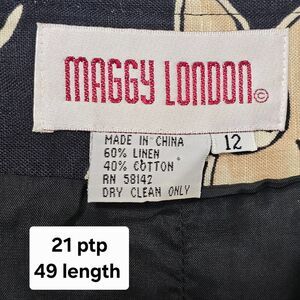 MAGGY LONDON©
MADE IN CHINA
60% LINEN
40% COTTON
RN 58142
DRY CLEAN ONLY
12
21 ptp
49 length